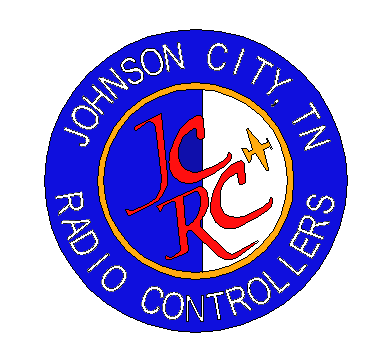 JOHNSON CITY, TN
JC
RC
RADIO CONTROLLERS